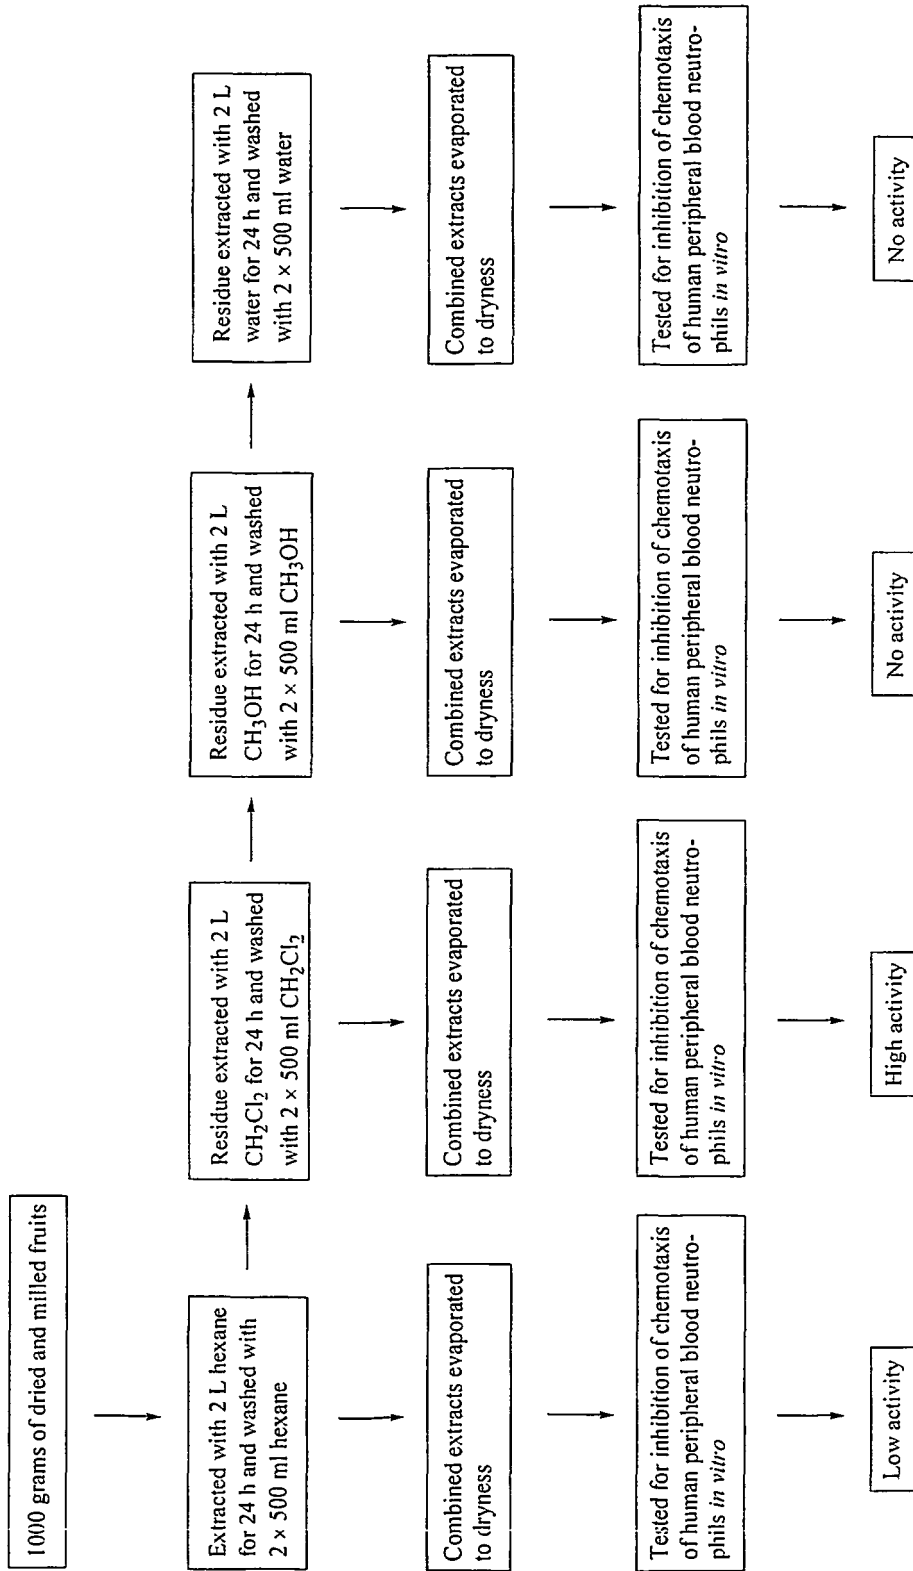 1000 grams of dried and milled fruits
Extracted with 2 L hexane
for 24 h and washed with
2 × 500 ml hexane
Residue extracted with 2 L
CH₂Cl₂ for 24 h and washed
with 2 × 500 ml CH₂Cl₂
Residue extracted with 2 L
CH₃OH for 24 h and washed
with 2 × 500 ml CH₃OH
Residue extracted with 2 L
water for 24 h and washed
with 2 × 500 ml water
Combined extracts evaporated
to dryness
Combined extracts evaporated
to dryness
Combined extracts evaporated
to dryness
Combined extracts evaporated
to dryness
Tested for inhibition of chemotaxis
of human peripheral blood neutro-
phils in vitro
Tested for inhibition of chemotaxis
of human peripheral blood neutro-
phils in vitro
Tested for inhibition of chemotaxis
of human peripheral blood neutro-
phils in vitro
Tested for inhibition of chemotaxis
of human peripheral blood neutro-
phils in vitro
Low activity
High activity
No activity
No activity